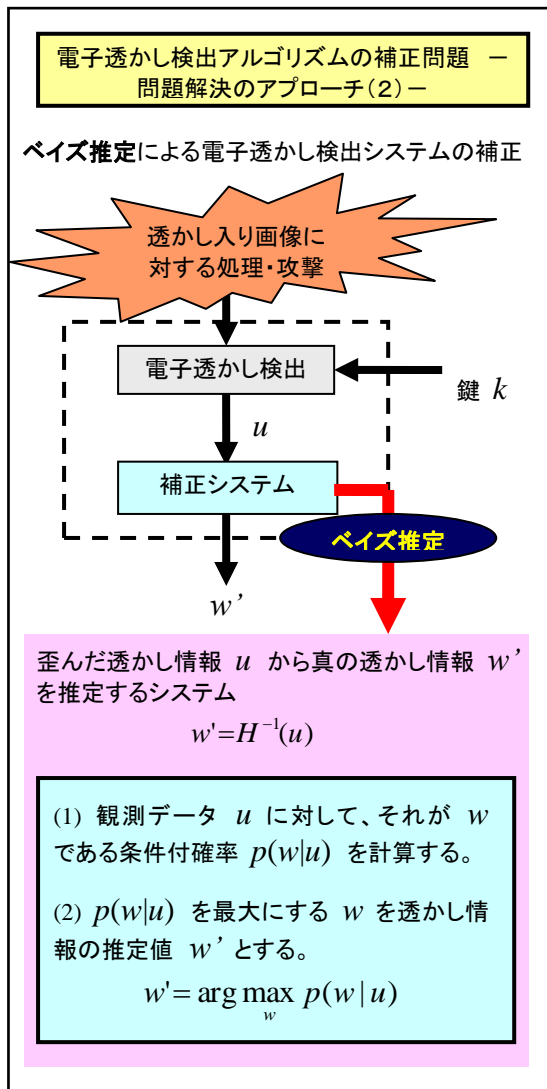 電子透かし検出アルゴリズムの補正問題 －
問題解決のアプローチ(２)－
ベイズ推定による電子透かし検出システムの補正
透かし入り画像に
対する処理・攻撃
電子透かし検出
鍵 k
u
補正システム
ベイズ推定
w’
歪んだ透かし情報 u から真の透かし情報 w’
を推定するシステム
w'=H⁻¹(u)
(1) 観測データ u に対して、それが w
である条件付確率 p(w|u) を計算する。
(2) p(w|u) を最大にする w を透かし情
報の推定値 w’ とする。
w'= arg max p(w | u)
w